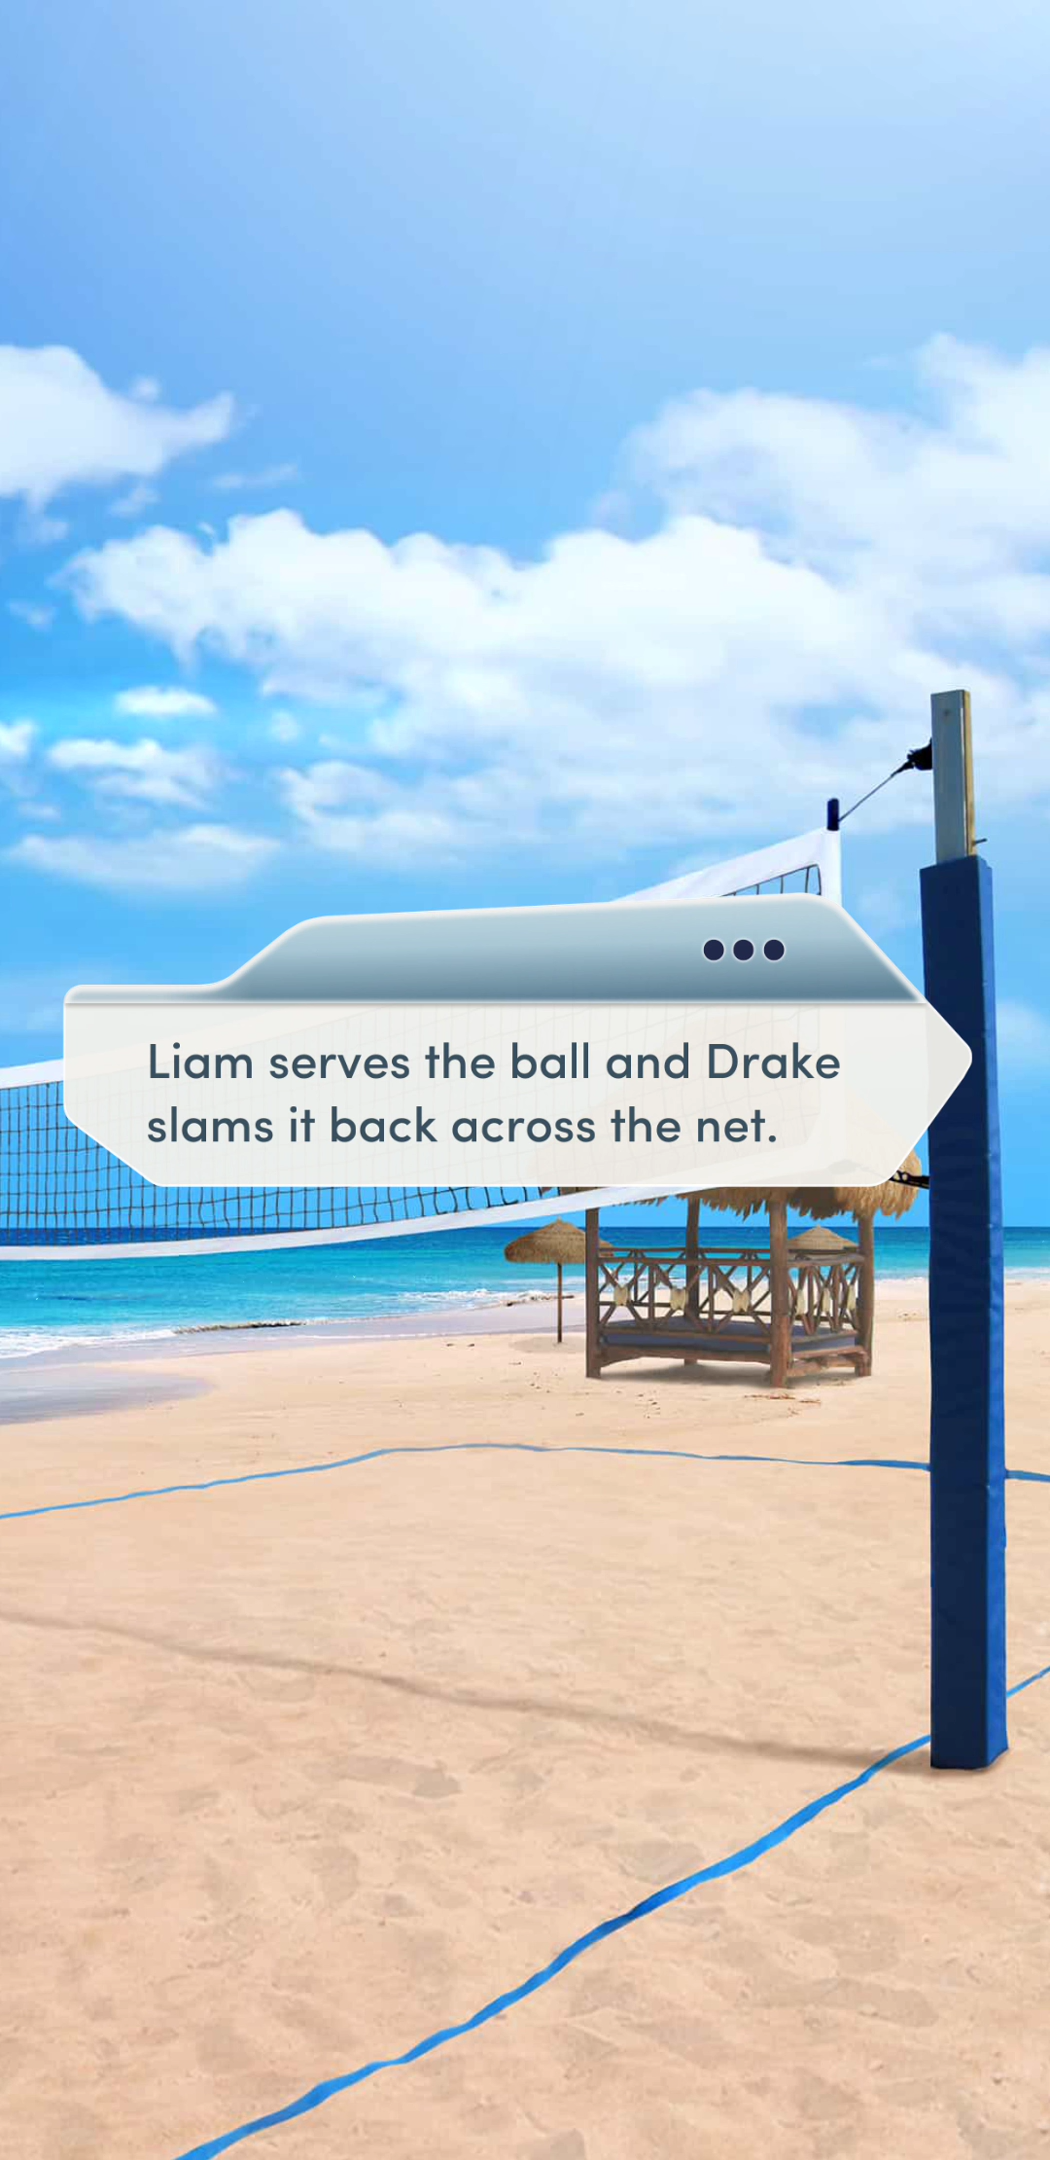 Liam serves the ball and Drake
slams it back across the net.